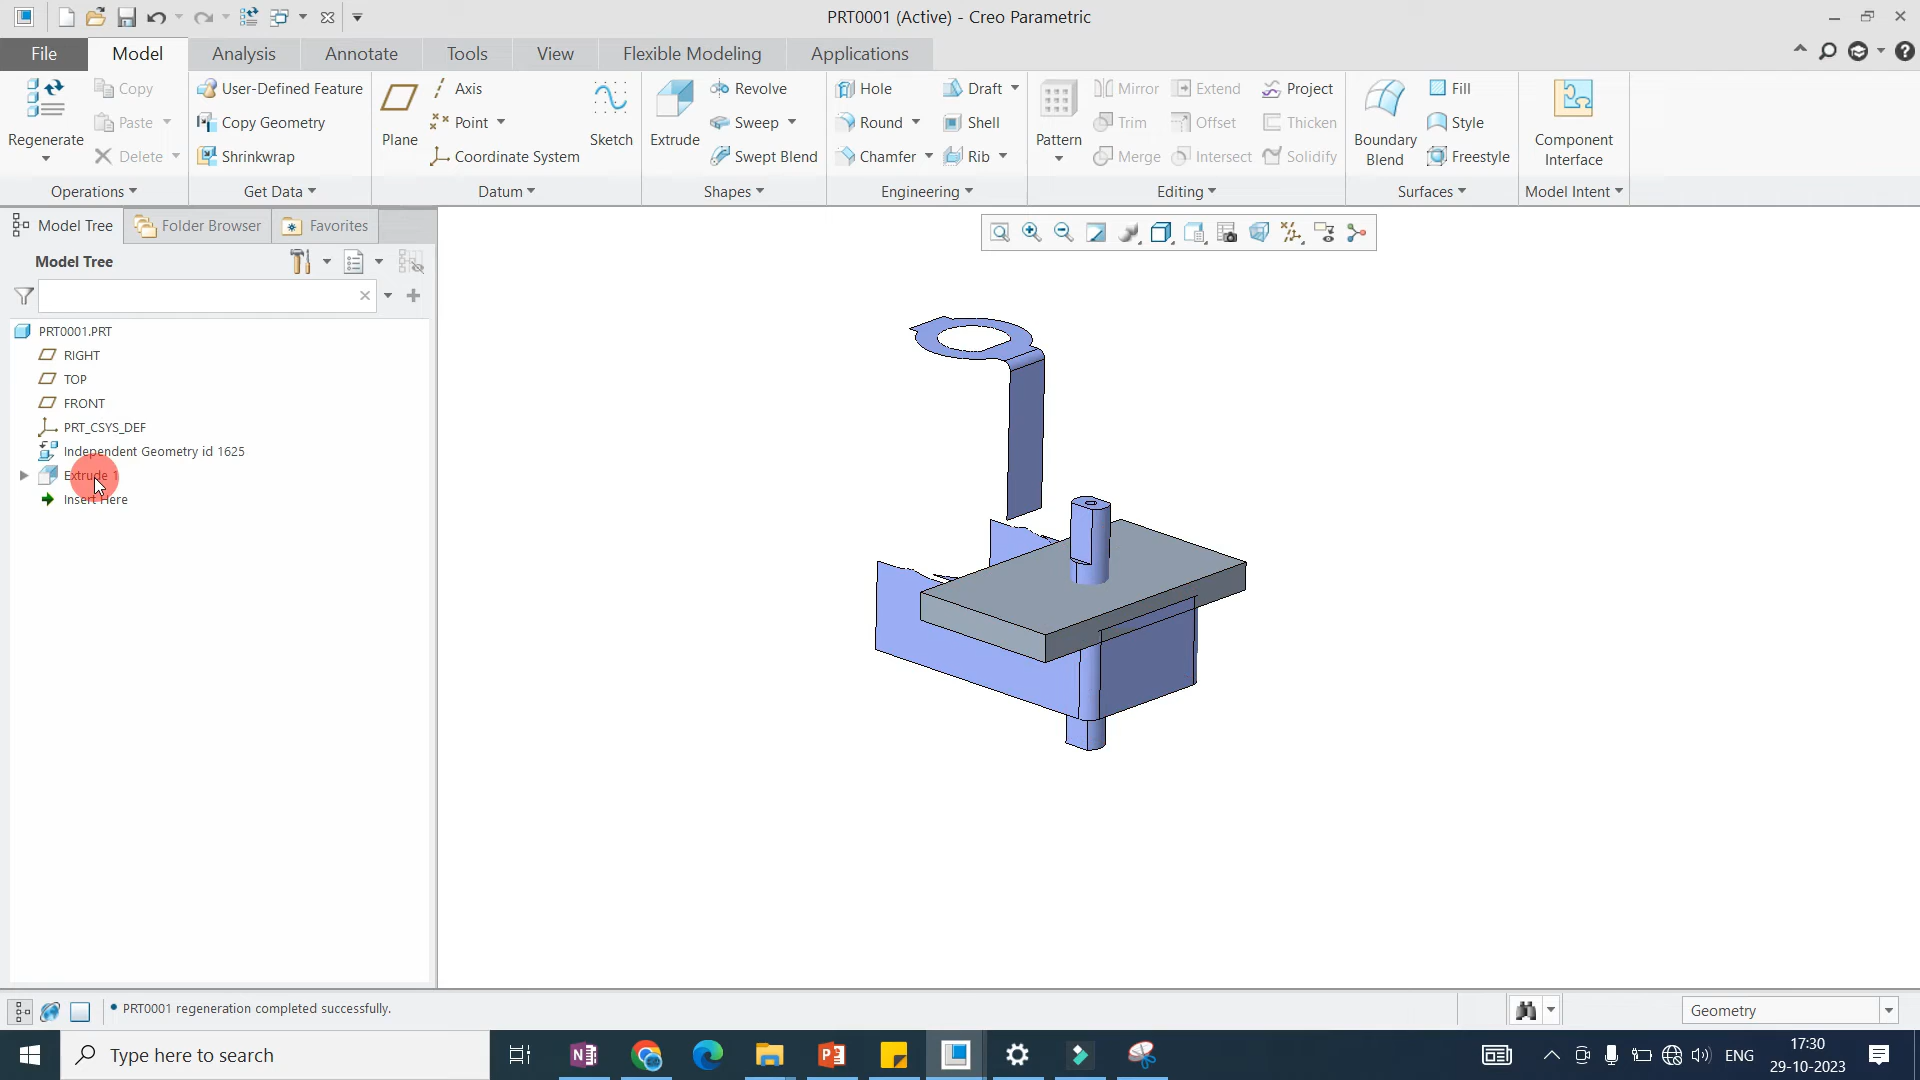 PRT0001 (Active) - Creo Parametric
File Model Analysis Annotate Tools View Flexible Modeling Applications
Regenerate
Copy
Paste
Delete
Operations
User-Defined Feature
Copy Geometry
Shrinkwrap
Get Data
Plane
Axis
Point
Coordinate System
Sketch
Datum
Extrude
Revolve
Sweep
Swept Blend
Shapes
Hole
Round
Chamfer
Draft
Shell
Rib
Engineering
Pattern
Mirror
Trim
Merge
Extend
Offset
Intersect
Project
Thicken
Solidify
Editing
Boundary
Blend
Fill
Style
Freestyle
Surfaces
Component
Interface
Model Intent
Model Tree Folder Browser Favorites
Model Tree
PRT0001.PRT
RIGHT
TOP
FRONT
PRT_CSYS_DEF
Independent Geometry id 1625
Extrude 1
Insert Here
PRT0001 regeneration completed successfully.
Geometry
Type here to search
ENG
17:30
29-10-2023